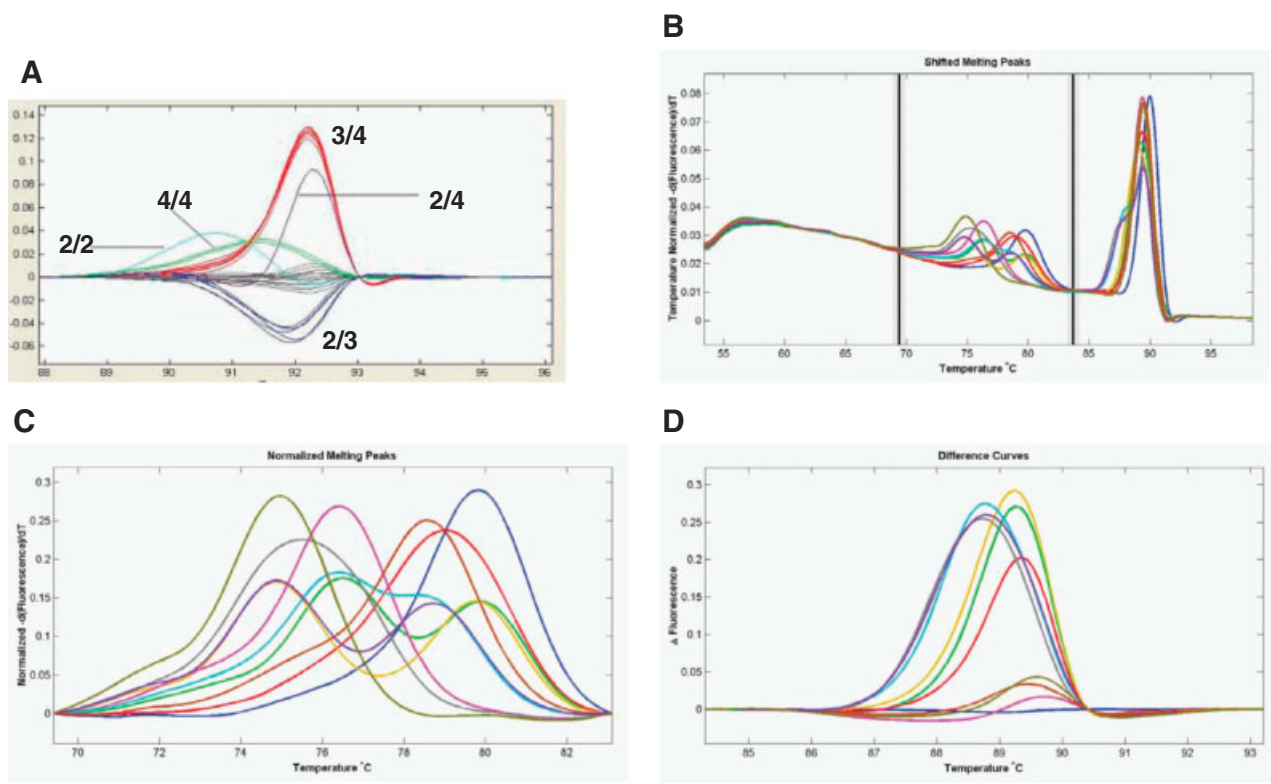 A
0.14
0.12
0.1
0.08
0.06
0.04
0.02
0
-0.02
-0.04
-0.06
3/4
4/4
2/4
2/2
2/3
88 89 90 91 92 93 94 95 96
B
Shifted Melting Peaks
Temperature Normalized -d(Fluorescence)/dT
0.08
0.07
0.06
0.05
0.04
0.03
0.02
0.01
0
55 60 65 70 75 80 85 90 95
Temperature °C
C
Normalized Melting Peaks
Normalized -d(Fluorescence)/dT
0.3
0.25
0.2
0.15
0.1
0.05
0
70 72 74 76 78 80 82
Temperature °C
D
Difference Curves
Δ Fluorescence
0.3
0.25
0.2
0.15
0.1
0.05
0
85 86 87 88 89 90 91 92 93
Temperature °C